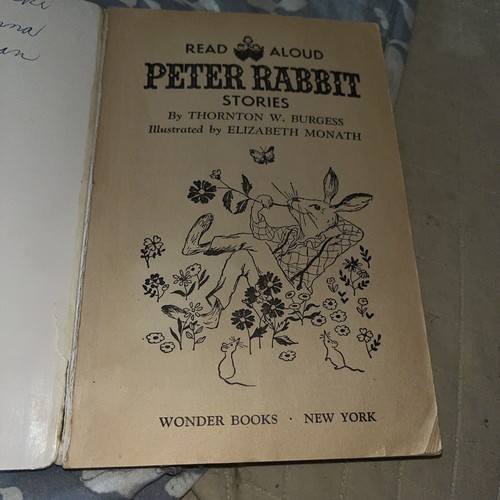 READ ALOUD
PETER RABBIT
STORIES
By THORNTON W. BURGESS
Illustrated by ELIZABETH MONATH
WONDER BOOKS · NEW YORK